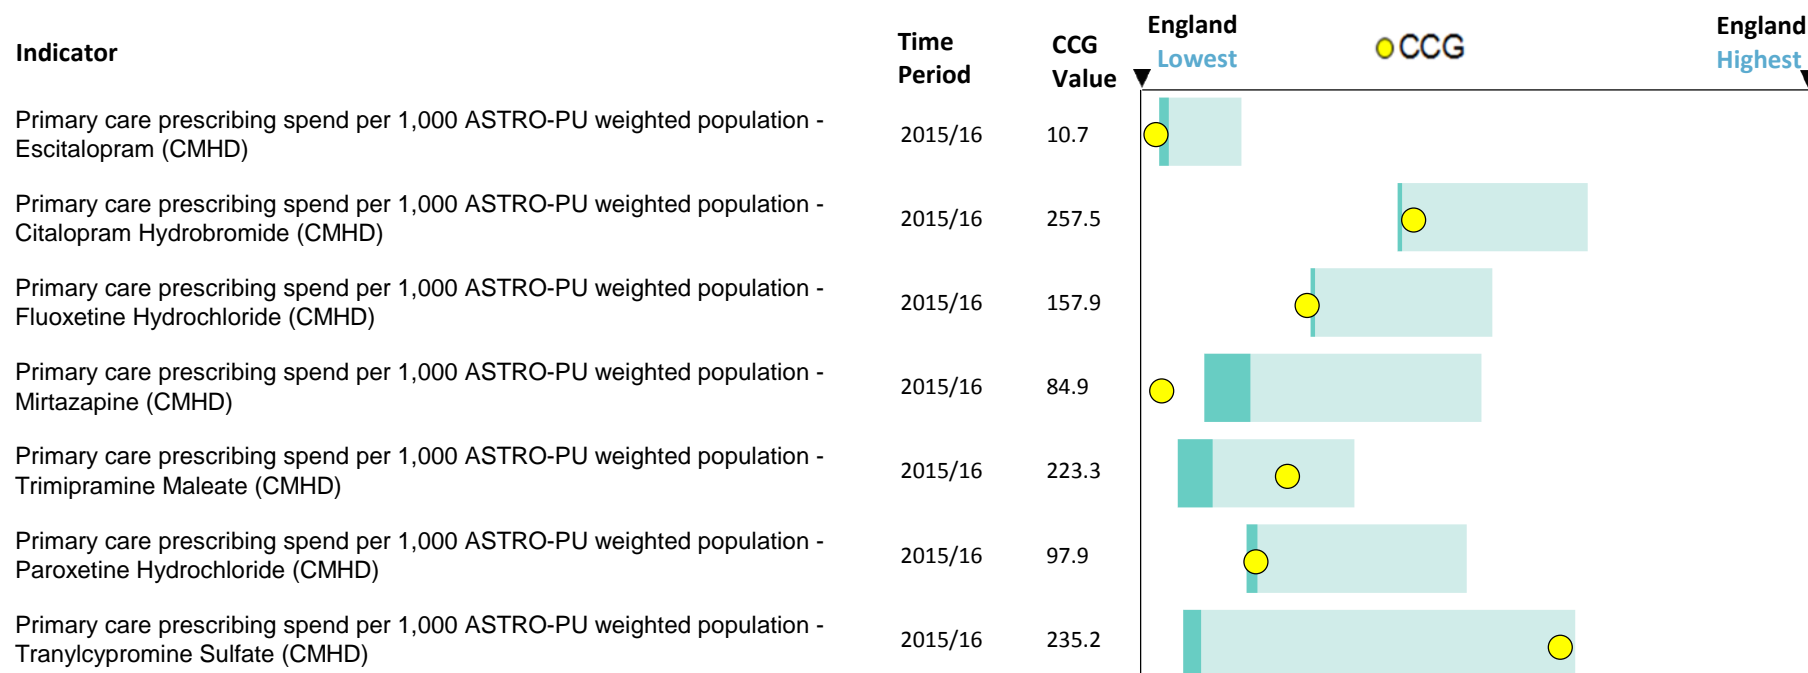 Indicator
Time
Period
CCG
Value
England
Lowest
CCG
England
Highest
Primary care prescribing spend per 1,000 ASTRO-PU weighted population -
Escitalopram (CMHD)
2015/16
10.7
Primary care prescribing spend per 1,000 ASTRO-PU weighted population -
Citalopram Hydrobromide (CMHD)
2015/16
257.5
Primary care prescribing spend per 1,000 ASTRO-PU weighted population -
Fluoxetine Hydrochloride (CMHD)
2015/16
157.9
Primary care prescribing spend per 1,000 ASTRO-PU weighted population -
Mirtazapine (CMHD)
2015/16
84.9
Primary care prescribing spend per 1,000 ASTRO-PU weighted population -
Trimipramine Maleate (CMHD)
2015/16
223.3
Primary care prescribing spend per 1,000 ASTRO-PU weighted population -
Paroxetine Hydrochloride (CMHD)
2015/16
97.9
Primary care prescribing spend per 1,000 ASTRO-PU weighted population -
Tranylcypromine Sulfate (CMHD)
2015/16
235.2